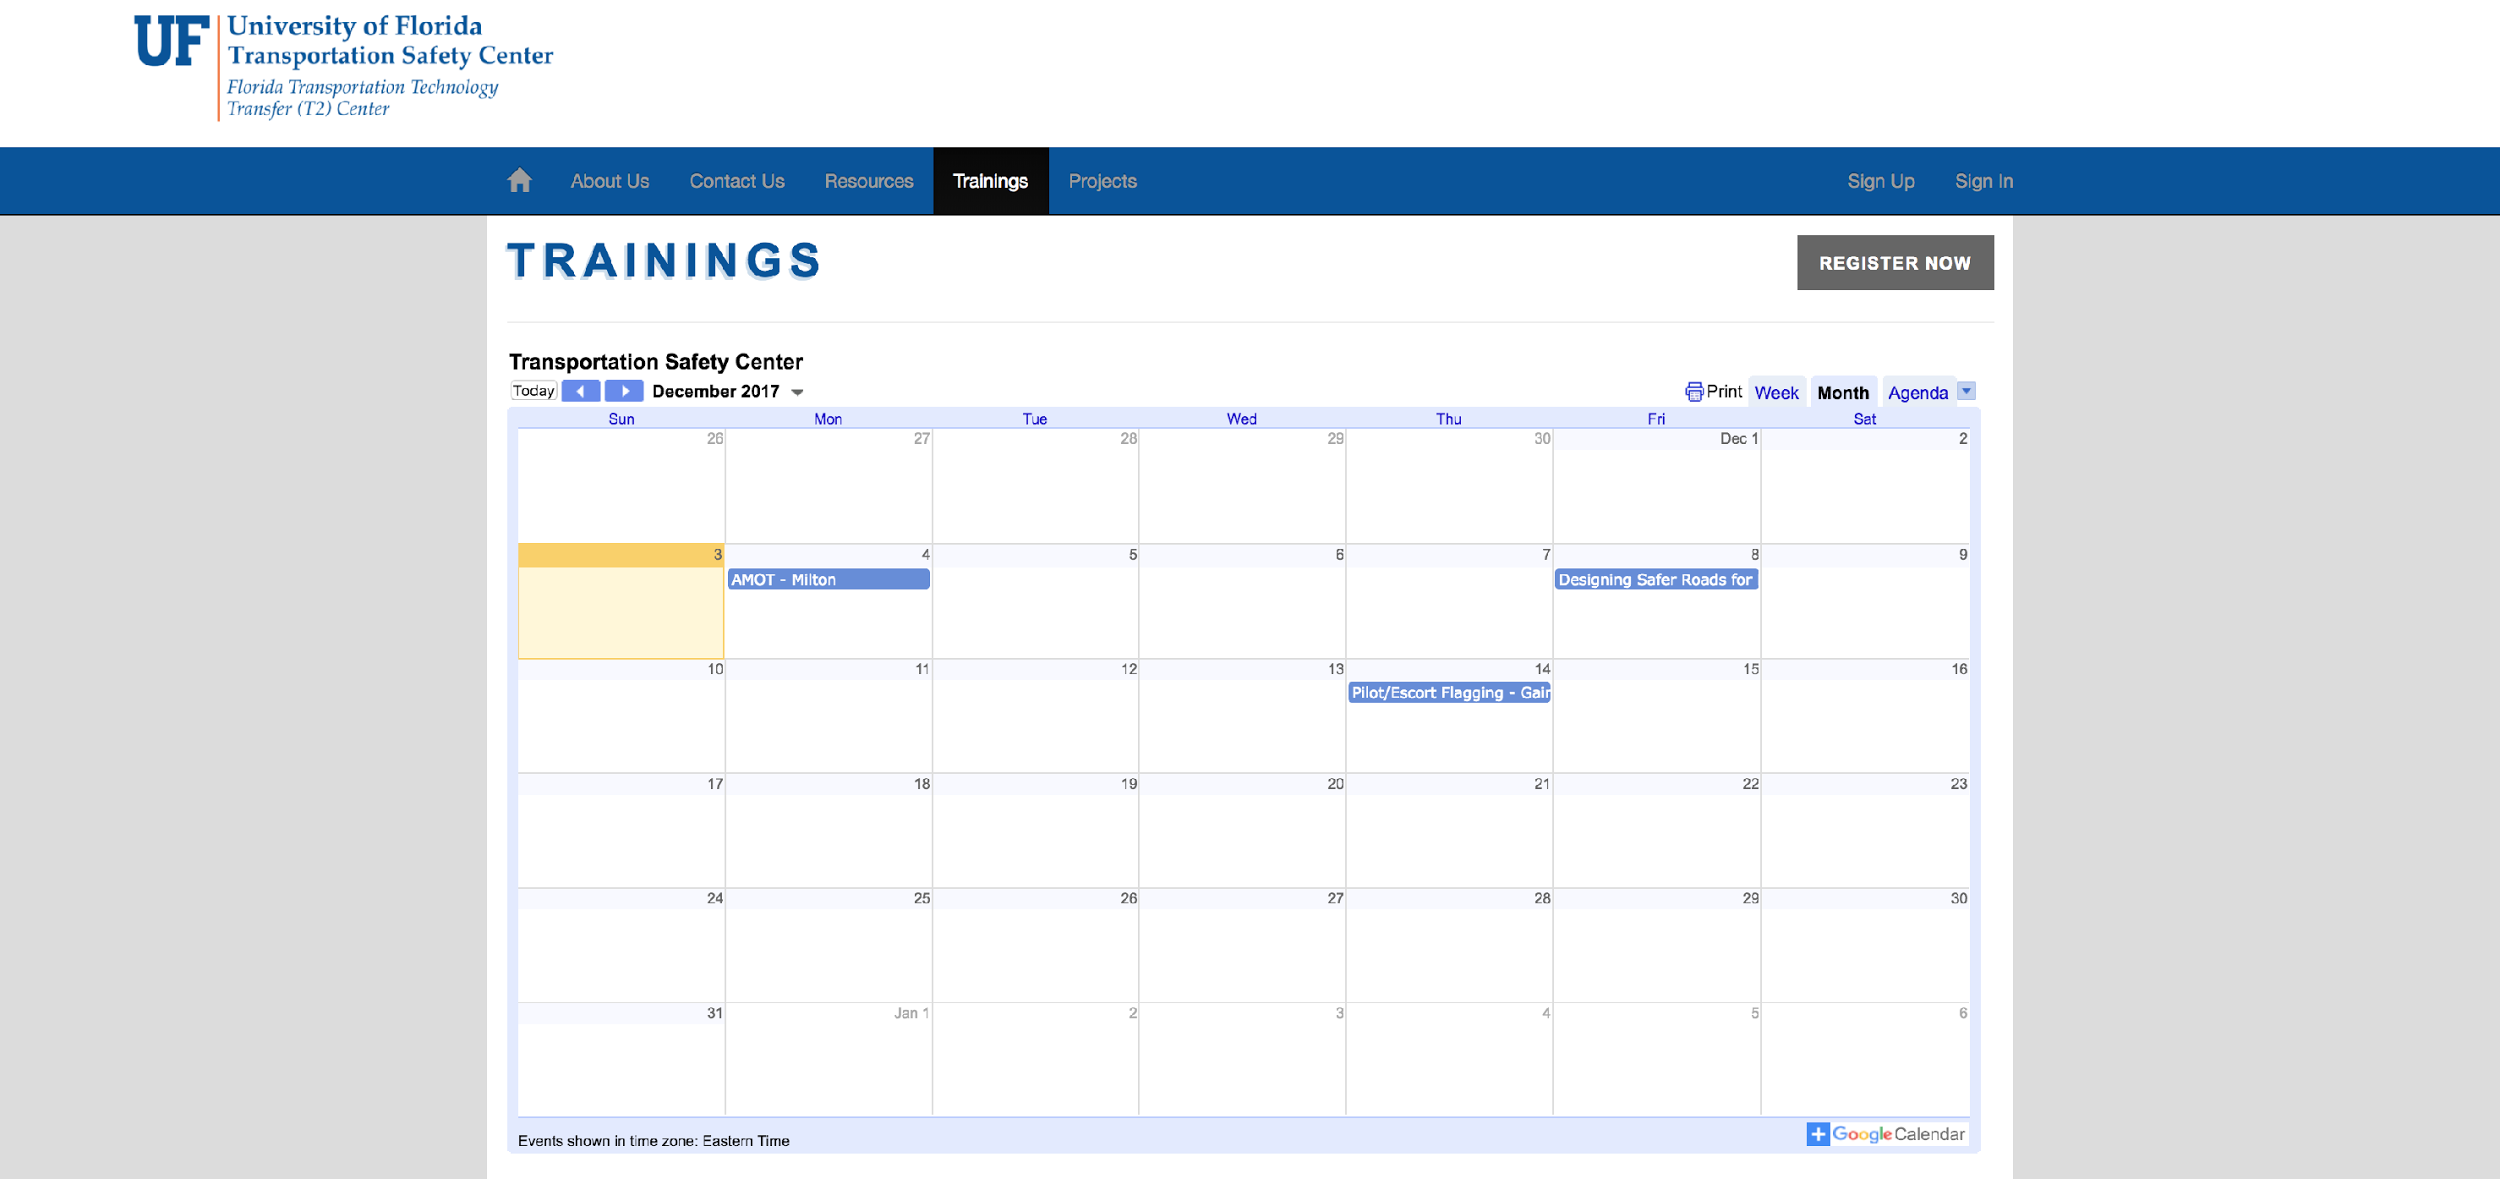 UF
University of Florida
Transportation Safety Center
Florida Transportation Technology
Transfer (T2) Center
About Us Contact Us Resources Trainings Projects Sign Up Sign In
TRAININGS
REGISTER NOW
Transportation Safety Center
Today December 2017 Print Week Month Agenda
Sun Mon Tue Wed Thu Fri Sat
26 27 28 29 30 Dec 1 2
3 4 5 6 7 8 9
AMOT - Milton Designing Safer Roads for
10 11 12 13 14 15 16
Pilot/Escort Flagging - Gair
17 18 19 20 21 22 23
24 25 26 27 28 29 30
31 Jan 1 2 3 4 5 6
Events shown in time zone: Eastern Time
Google Calendar